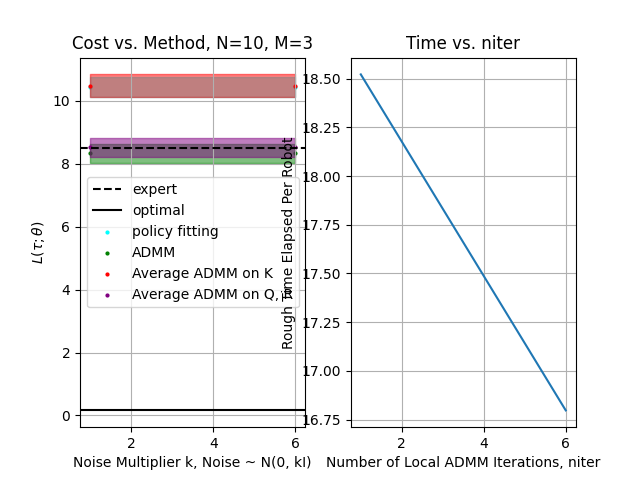 Cost vs. Method, N=10, M=3
L(τ; θ)
10
8
6
4
2
0
expert
optimal
policy fitting
ADMM
Average ADMM on K
Average ADMM on Q, R
2
4
6
Noise Multiplier k, Noise ~ N(0, kI)
Time vs. niter
Rough Time Elapsed Per Robot
18.50
18.25
18.00
17.75
17.50
17.25
17.00
16.75
2
4
6
Number of Local ADMM Iterations, niter